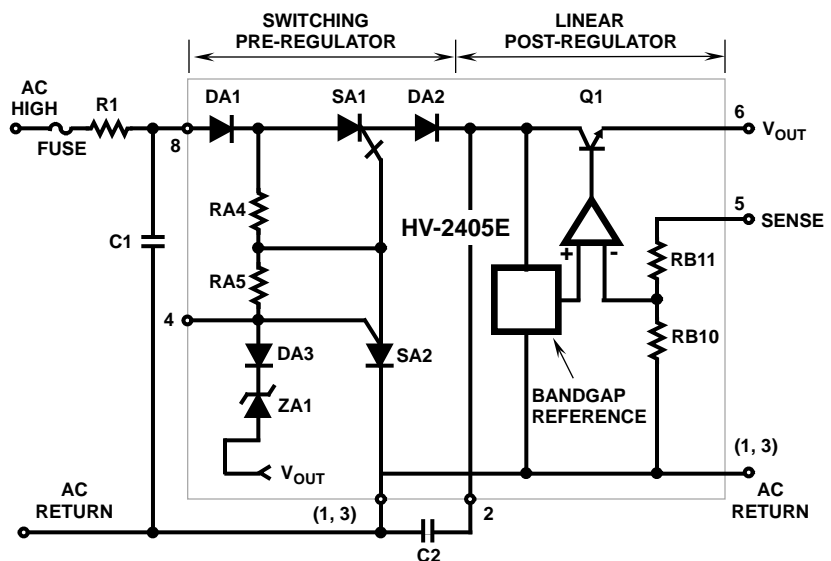 SWITCHING
PRE-REGULATOR
LINEAR
POST-REGULATOR
AC
HIGH
R1
FUSE
8
DA1
SA1
DA2
Q1
6
VOUT
5
SENSE
RA4
HV-2405E
C1
+
-
RB11
RA5
4
DA3
SA2
RB10
ZA1
BANDGAP
REFERENCE
VOUT
(1, 3)
AC
RETURN
AC
RETURN
(1, 3)
2
C2